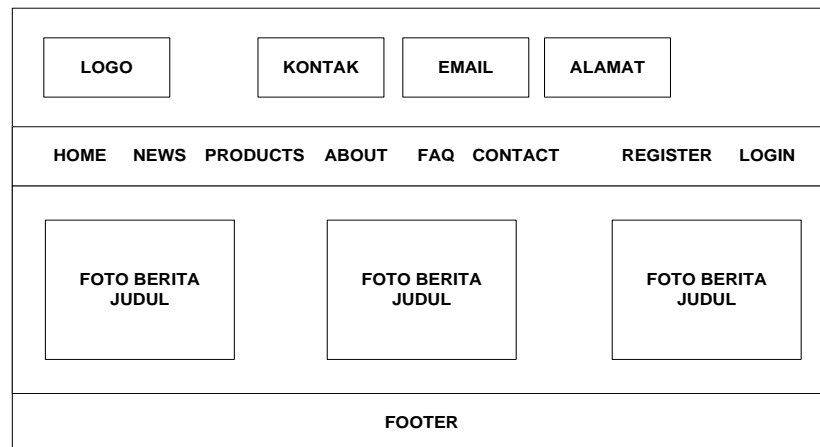 LOGO KONTAK EMAIL ALAMAT
HOME NEWS PRODUCTS ABOUT FAQ CONTACT REGISTER LOGIN
FOTO BERITA FOTO BERITA FOTO BERITA
JUDUL JUDUL JUDUL
FOOTER